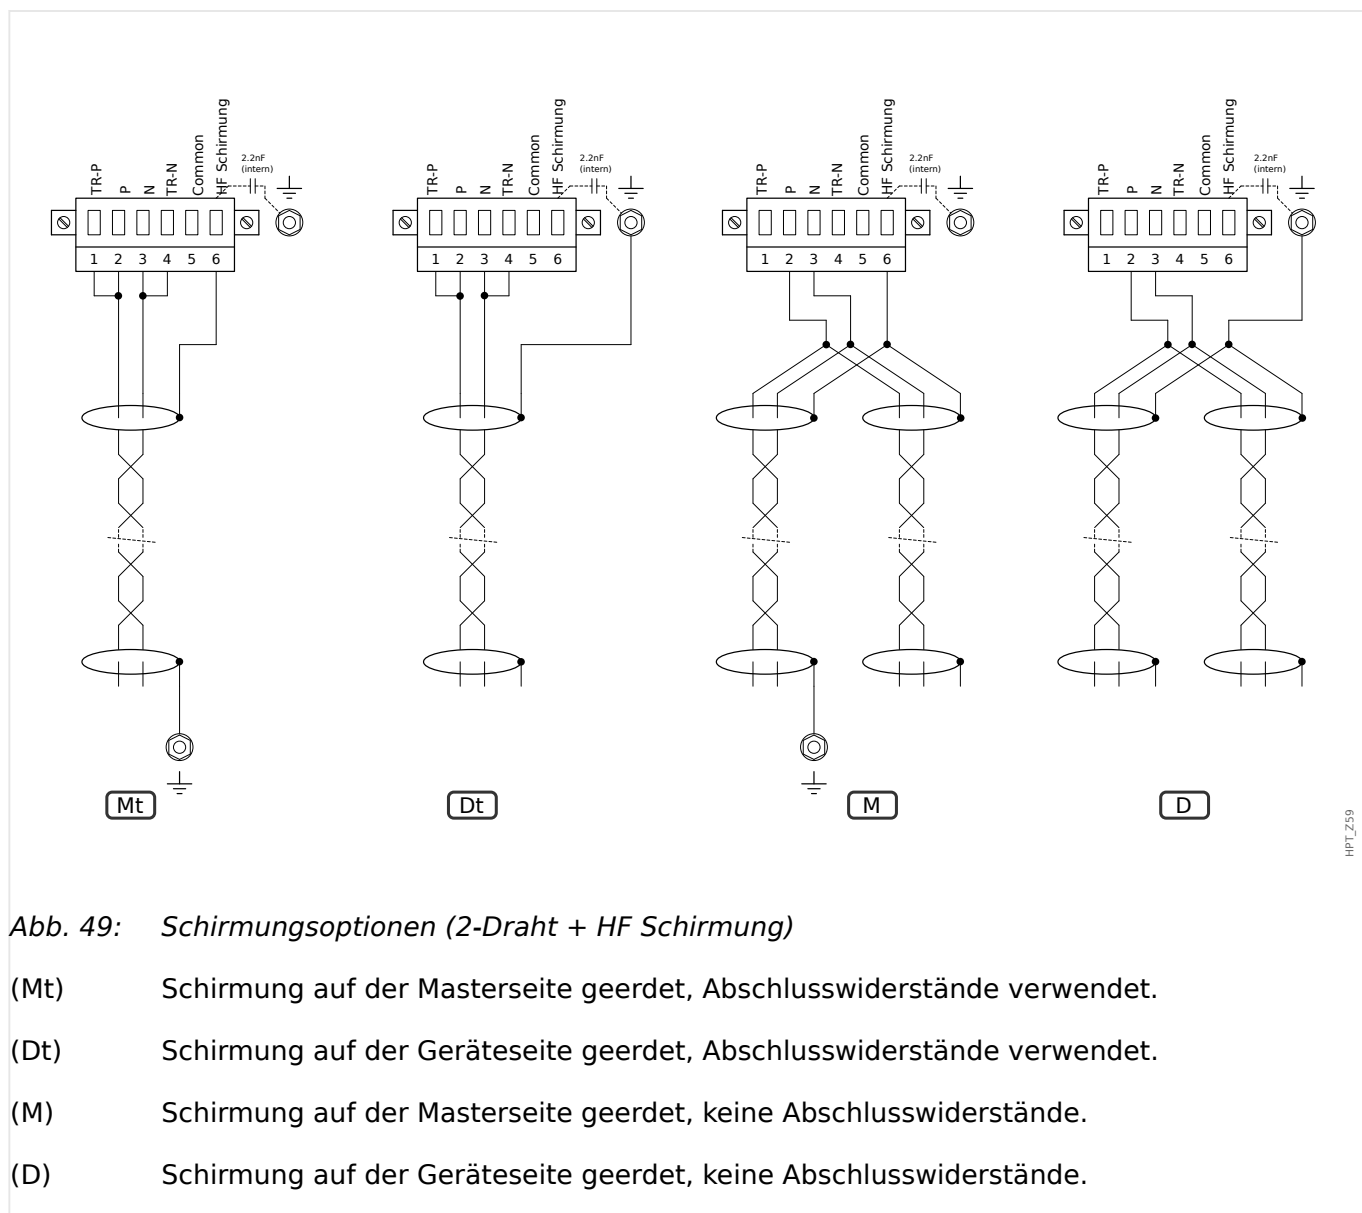 TR-P P N TR-N Common HF Schirmung 2.2nF (intern)
TR-P P N TR-N Common HF Schirmung 2.2nF (intern)
TR-P P N TR-N Common HF Schirmung 2.2nF (intern)
TR-P P N TR-N Common HF Schirmung 2.2nF (intern)
1 2 3 4 5 6
1 2 3 4 5 6
1 2 3 4 5 6
1 2 3 4 5 6
Mt
Dt
M
D
HPT_Z59
Abb. 49: Schirmungsoptionen (2-Draht + HF Schirmung)
(Mt) Schirmung auf der Masterseite geerdet, Abschlusswiderstände verwendet.
(Dt) Schirmung auf der Geräteseite geerdet, Abschlusswiderstände verwendet.
(M) Schirmung auf der Masterseite geerdet, keine Abschlusswiderstände.
(D) Schirmung auf der Geräteseite geerdet, keine Abschlusswiderstände.